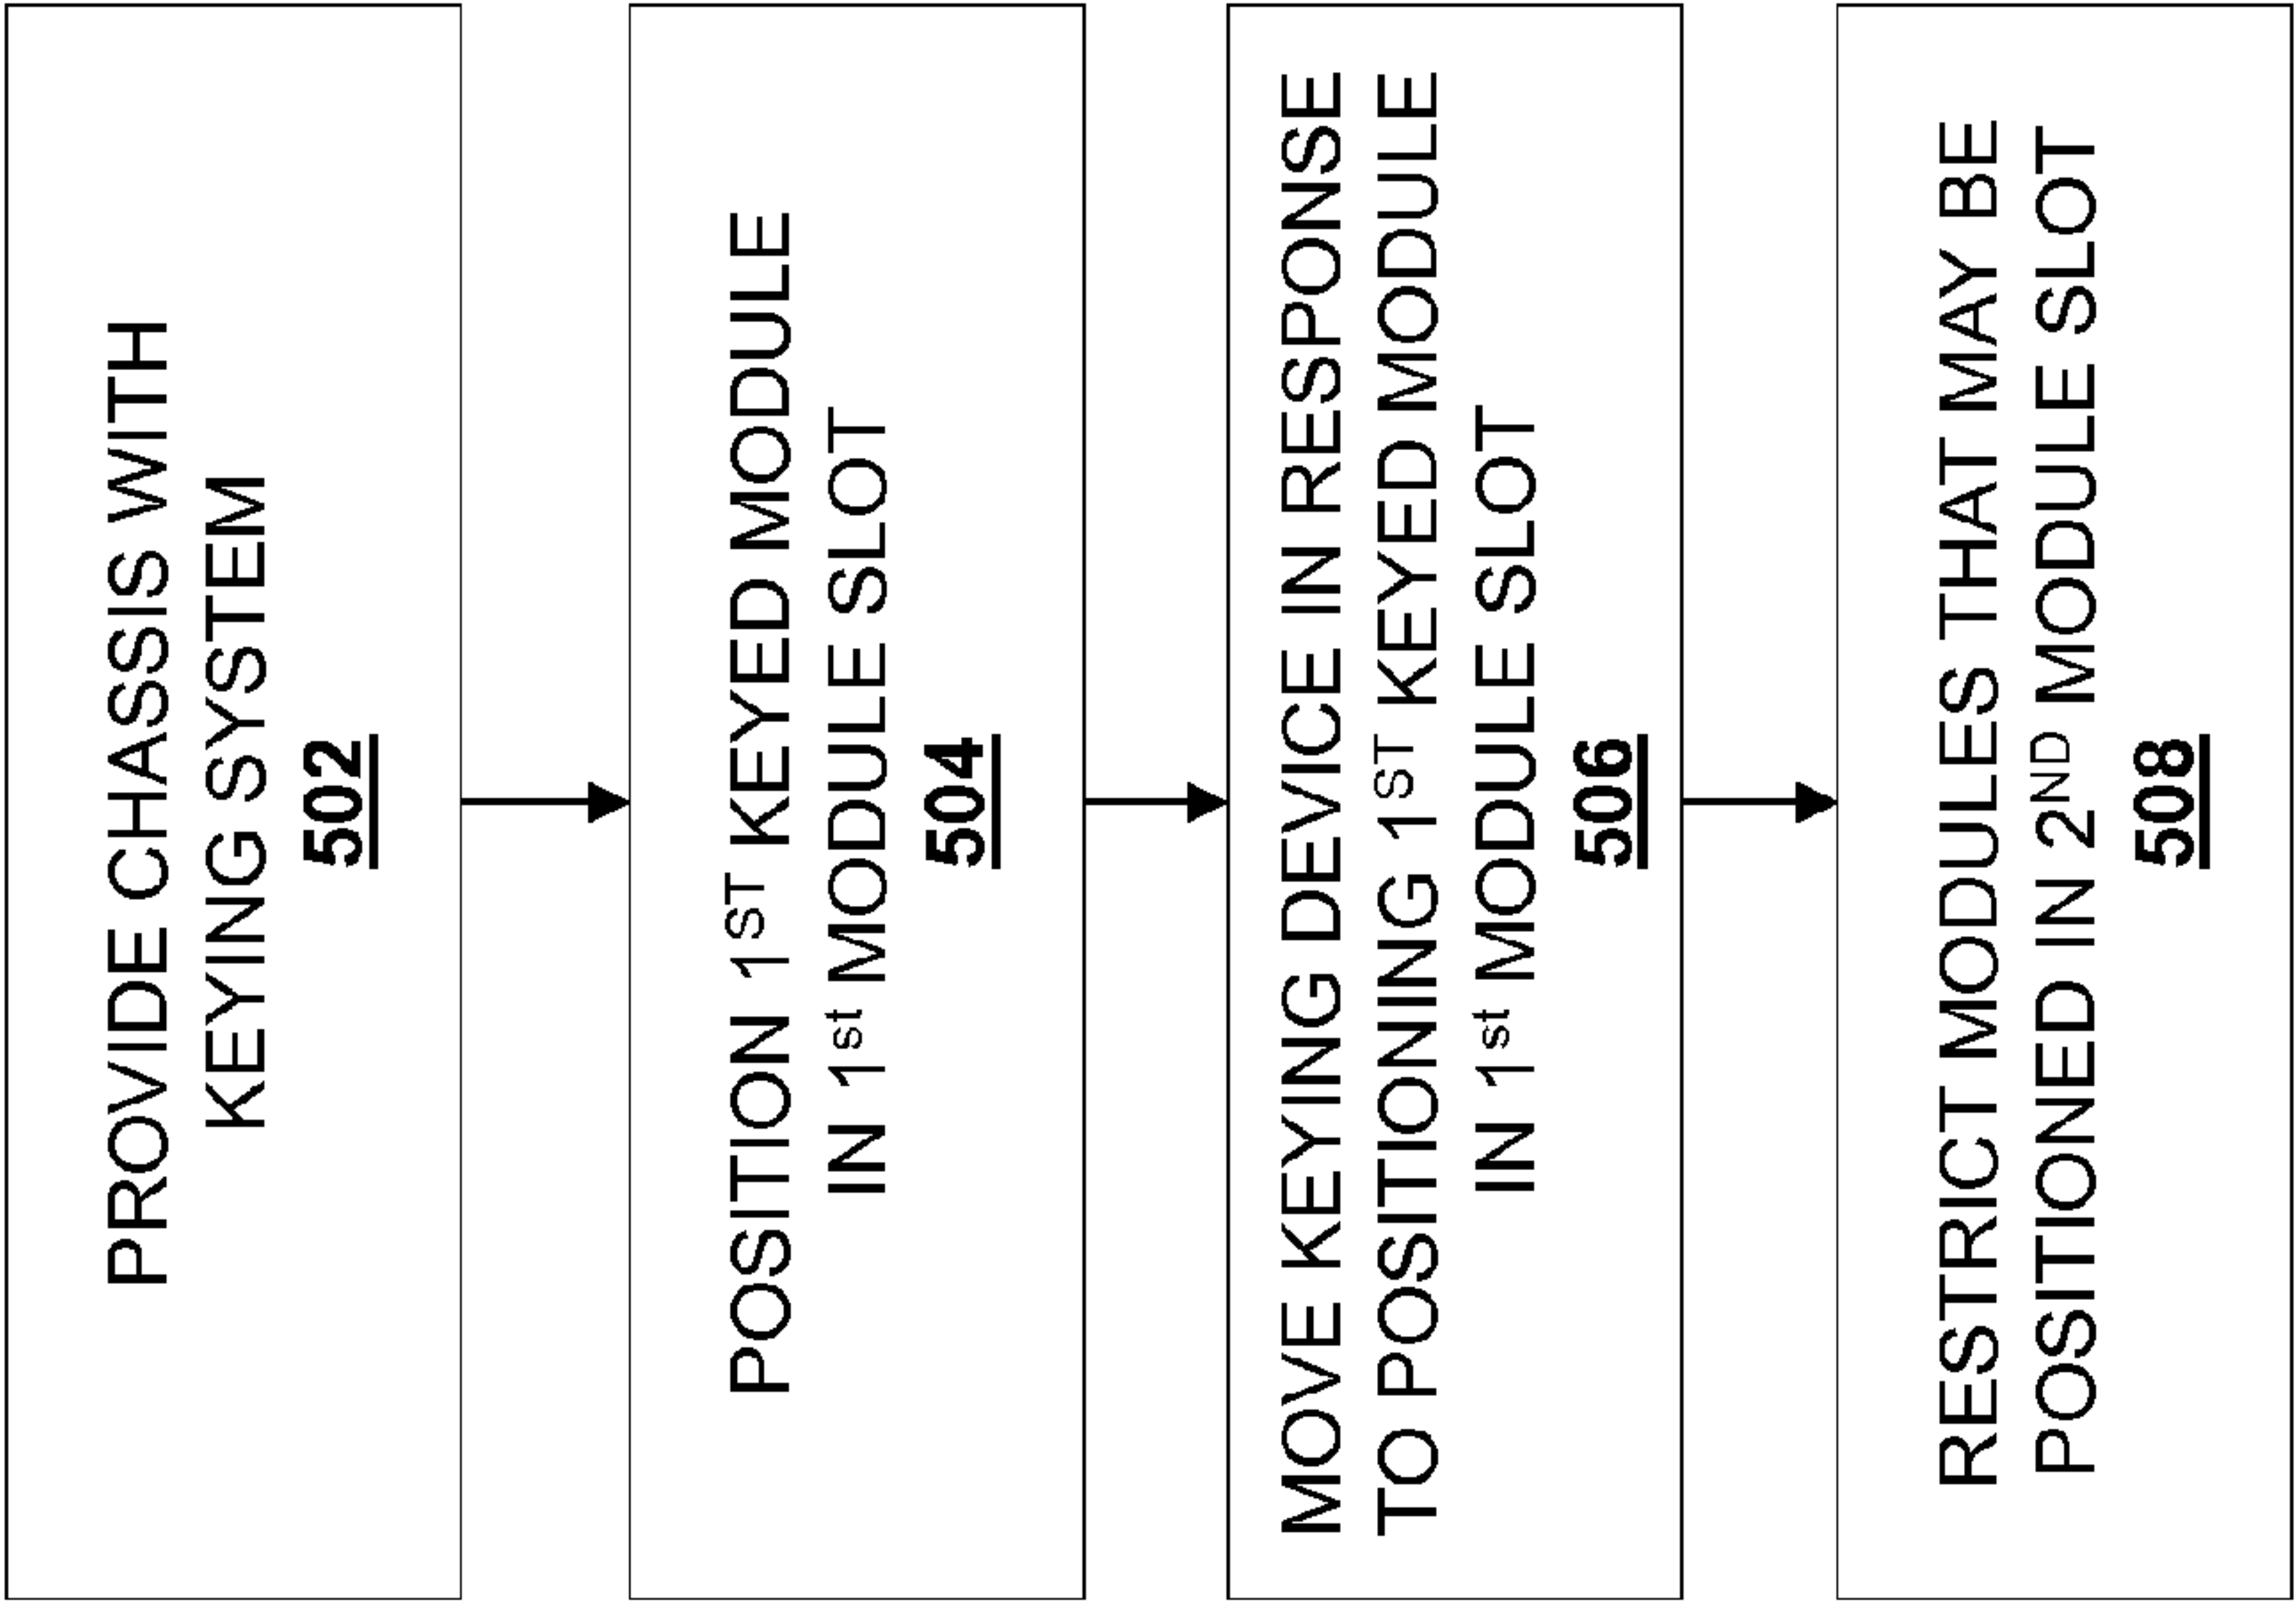 PROVIDE CHASSIS WITH
KEYING SYSTEM
502
POSITION 1ST KEYED MODULE
IN 1st MODULE SLOT
504
MOVE KEYING DEVICE IN RESPONSE
TO POSITIONING 1ST KEYED MODULE
IN 1st MODULE SLOT
506
RESTRICT MODULES THAT MAY BE
POSITIONED IN 2ND MODULE SLOT
508